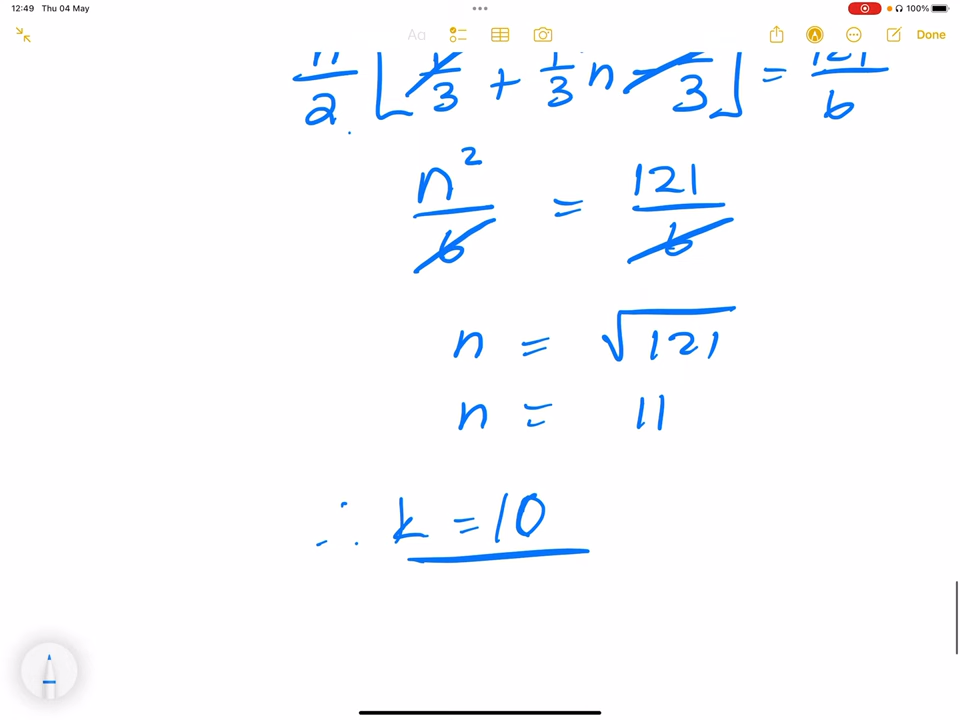 12:49 Thu 04 May 100%
Aa Done
n/2 [1/3 + 1/3 n - 1/3] = 121/6
n²/6 = 121/6
n = √121
n = 11
∴ k = 10